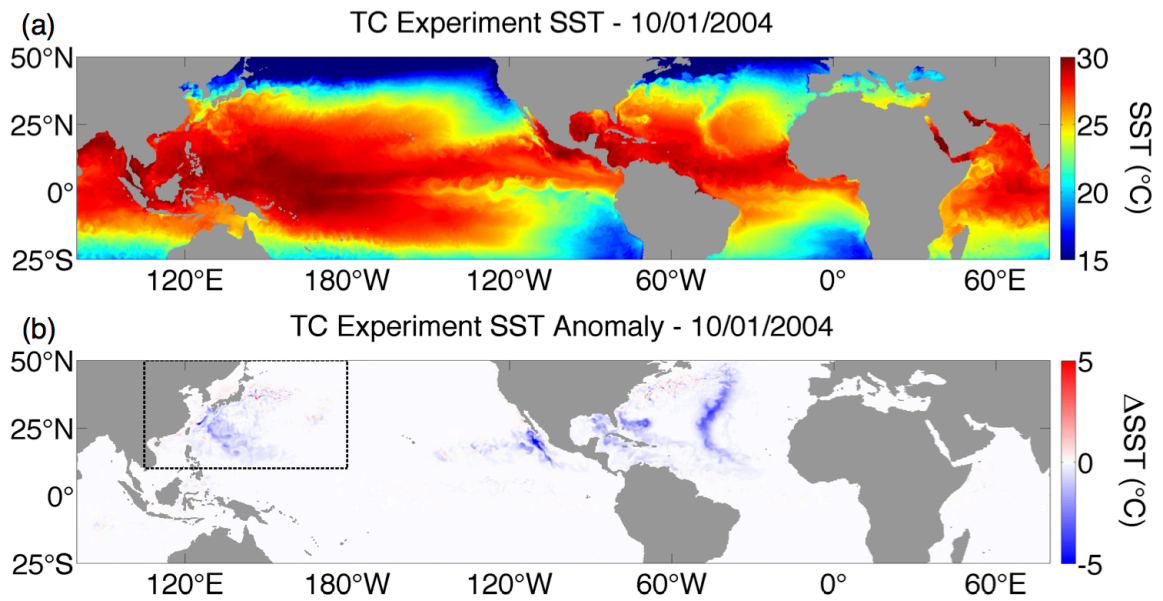 (a)
TC Experiment SST - 10/01/2004
50°N
25°N
0°
25°S
120°E
180°W
120°W
60°W
0°
60°E
30
25
20
15
SST (°C)
(b)
TC Experiment SST Anomaly - 10/01/2004
50°N
25°N
0°
25°S
120°E
180°W
120°W
60°W
0°
60°E
5
0
-5
ΔSST (°C)